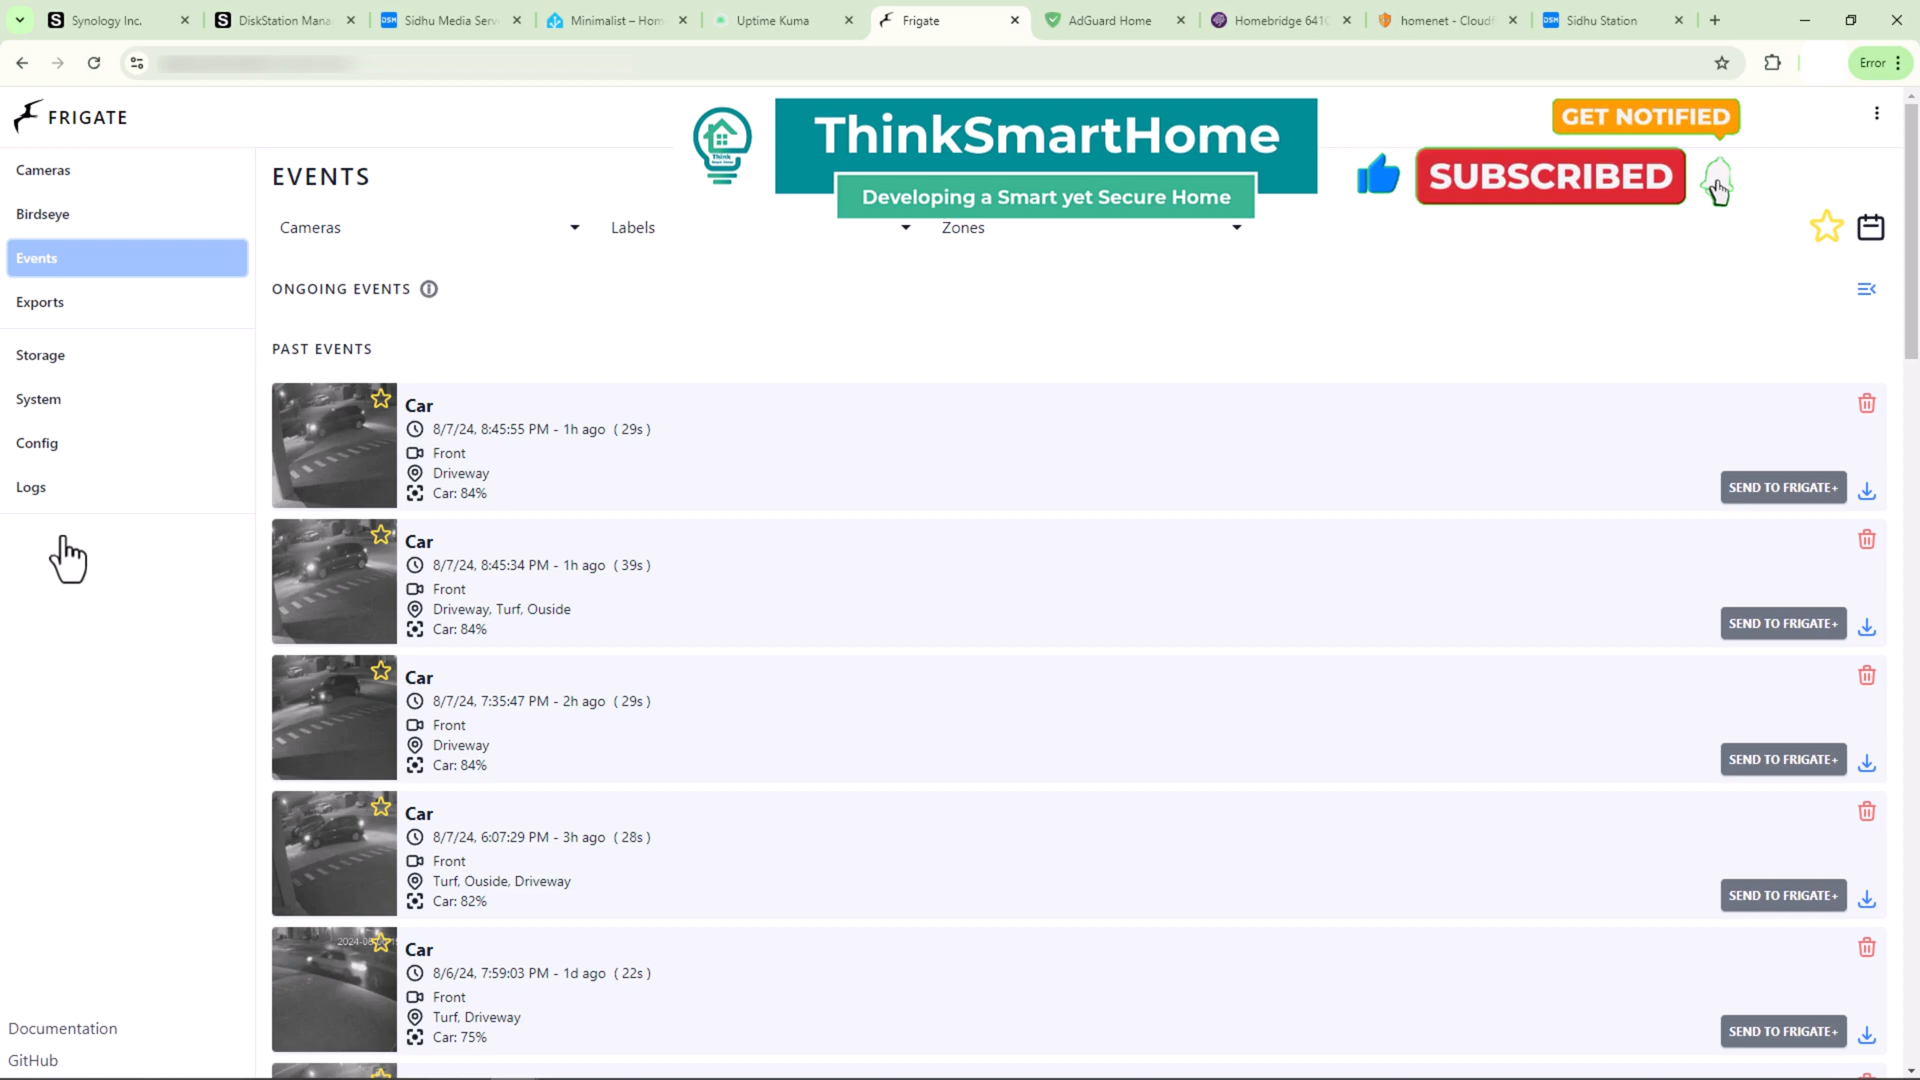 Synology Inc.
DiskStation Mana
Sidhu Media Serv
Minimalist – Hom
Uptime Kuma
Frigate
AdGuard Home
Homebridge 641C
homenet - Cloudf
Sidhu Station
Error
FRIGATE
ThinkSmartHome
Think
Smart Home
Developing a Smart yet Secure Home
GET NOTIFIED
SUBSCRIBED
Cameras
Birdseye
Events
Exports
Storage
System
Config
Logs
Documentation
GitHub
EVENTS
Cameras
Labels
Zones
ONGOING EVENTS
PAST EVENTS
Car
8/7/24, 8:45:55 PM - 1h ago ( 29s )
Front
Driveway
Car: 84%
SEND TO FRIGATE+
Car
8/7/24, 8:45:34 PM - 1h ago ( 39s )
Front
Driveway, Turf, Ouside
Car: 84%
SEND TO FRIGATE+
Car
8/7/24, 7:35:47 PM - 2h ago ( 29s )
Front
Driveway
Car: 84%
SEND TO FRIGATE+
Car
8/7/24, 6:07:29 PM - 3h ago ( 28s )
Front
Turf, Ouside, Driveway
Car: 82%
SEND TO FRIGATE+
Car
8/6/24, 7:59:03 PM - 1d ago ( 22s )
Front
Turf, Driveway
Car: 75%
SEND TO FRIGATE+